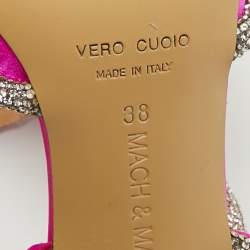 VERO CUOIO
MADE IN ITALY
38
MACH & M